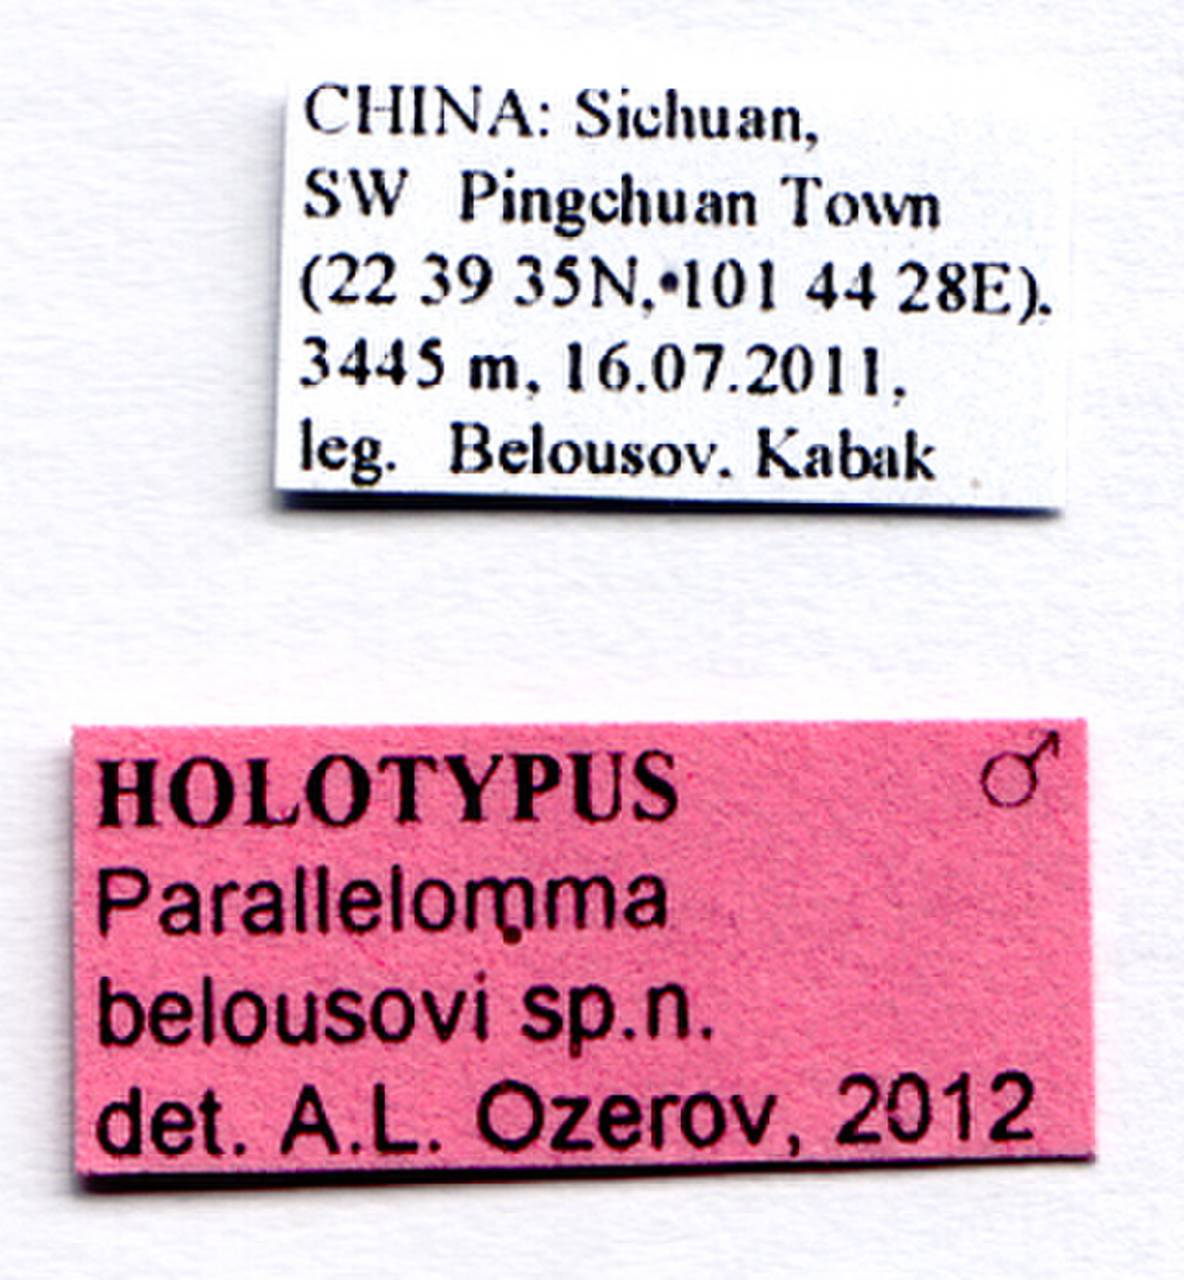 CHINA: Sichuan,
SW Pingchuan Town
(22 39 35N, 101 44 28E).
3445 m, 16.07.2011,
leg. Belousov. Kabak
HOLOTYPUS ♂
Parallelomma
belousovi sp.n.
det. A.L. Ozerov, 2012